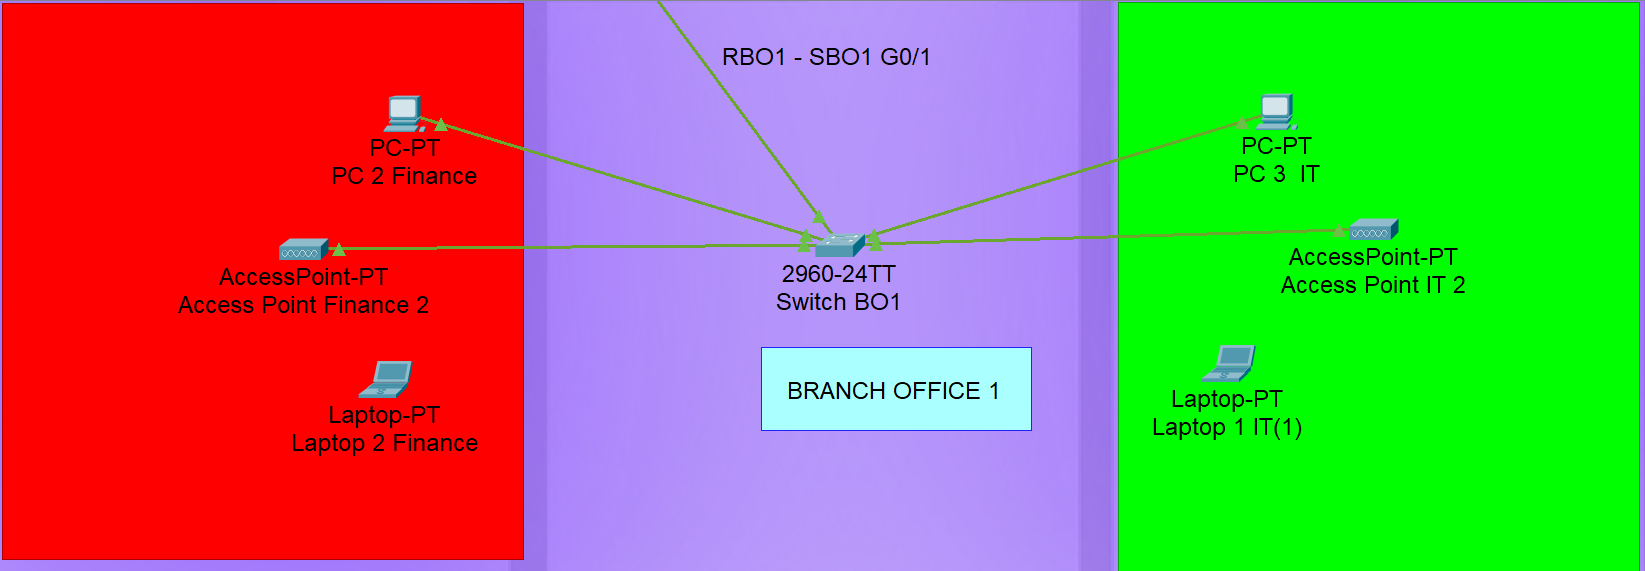 RBO1 - SBO1 G0/1
PC-PT
PC 2 Finance
PC-PT
PC 3  IT
AccessPoint-PT
Access Point Finance 2
2960-24TT
Switch BO1
AccessPoint-PT
Access Point IT 2
BRANCH OFFICE 1
Laptop-PT
Laptop 2 Finance
Laptop-PT
Laptop 1 IT(1)